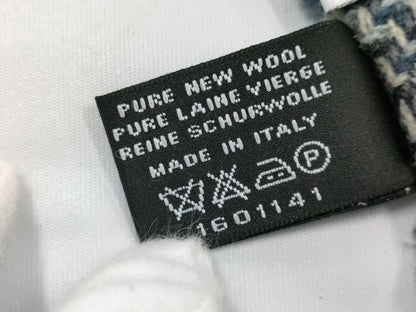 PURE NEW WOOL
PURE LAINE VIERGE
REINE SCHURWOLLE
MADE IN ITALY
P
1601141